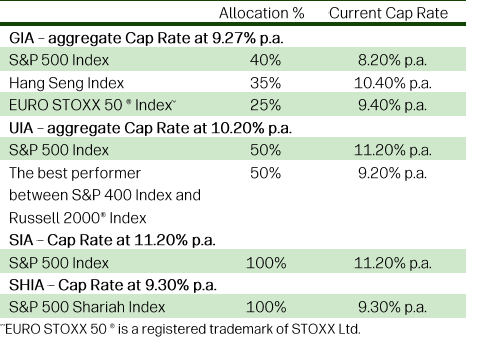 Allocation % Current Cap Rate
GIA – aggregate Cap Rate at 9.27% p.a.
S&P 500 Index 40% 8.20% p.a.
Hang Seng Index 35% 10.40% p.a.
EURO STOXX 50 ® Index~ 25% 9.40% p.a.
UIA – aggregate Cap Rate at 10.20% p.a.
S&P 500 Index 50% 11.20% p.a.
The best performer 50% 9.20% p.a.
between S&P 400 Index and
Russell 2000® Index
SIA – Cap Rate at 11.20% p.a.
S&P 500 Index 100% 11.20% p.a.
SHIA – Cap Rate at 9.30% p.a.
S&P 500 Shariah Index 100% 9.30% p.a.
~EURO STOXX 50 ® is a registered trademark of STOXX Ltd.